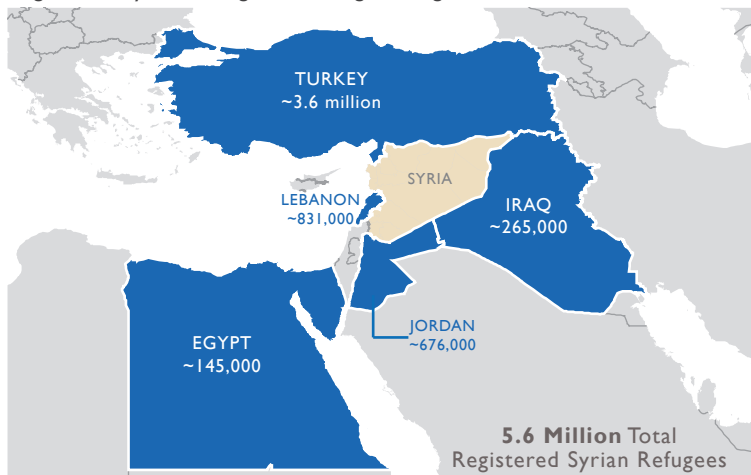 TURKEY
~3.6 million
SYRIA
LEBANON
~831,000
IRAQ
~265,000
JORDAN
~676,000
EGYPT
~145,000
5.6 Million Total
Registered Syrian Refugees